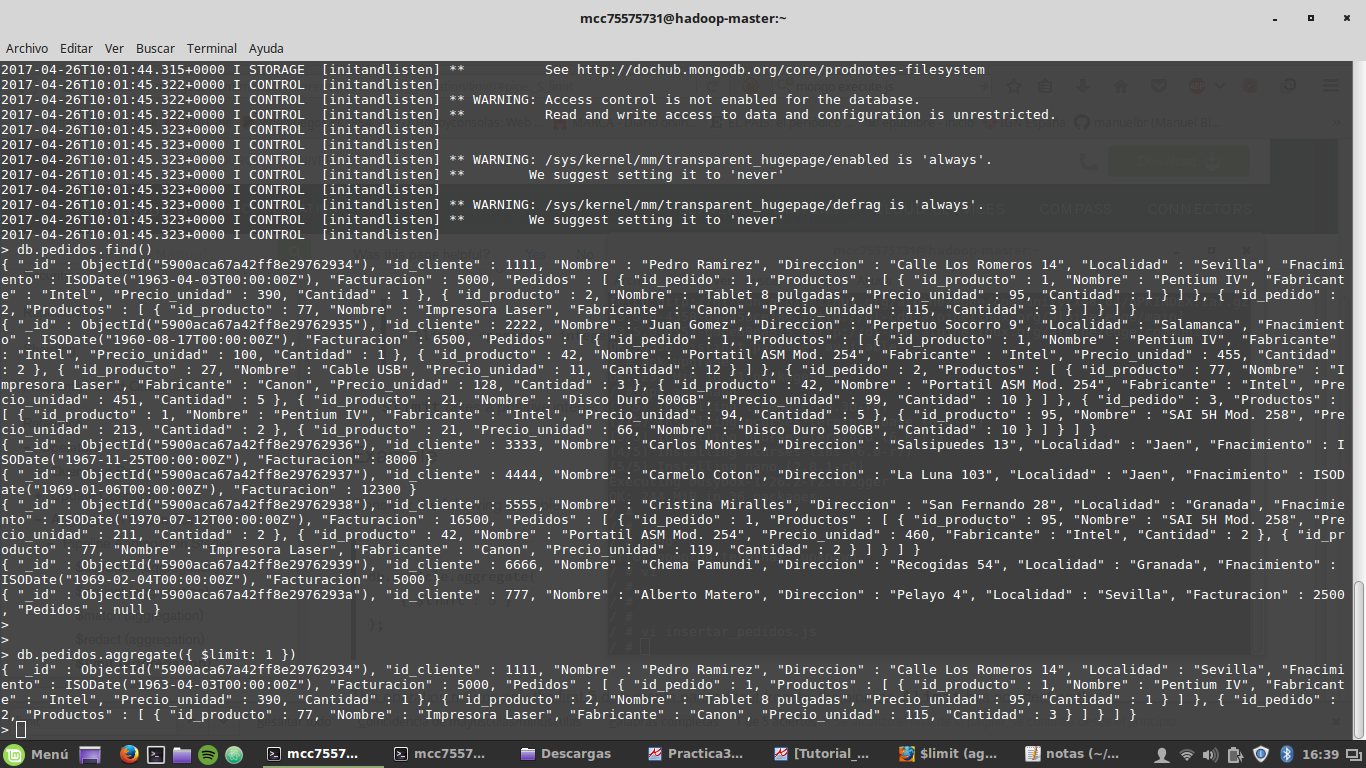 mcc75575731@hadoop-master:~
Archivo Editar Ver Buscar Terminal Ayuda
2017-04-26T10:01:44.315+0000 I STORAGE  [initandlisten] **          See http://dochub.mongodb.org/core/prodnotes-filesystem
2017-04-26T10:01:45.322+0000 I CONTROL  [initandlisten]
2017-04-26T10:01:45.322+0000 I CONTROL  [initandlisten] ** WARNING: Access control is not enabled for the database.
2017-04-26T10:01:45.322+0000 I CONTROL  [initandlisten] **          Read and write access to data and configuration is unrestricted.
2017-04-26T10:01:45.323+0000 I CONTROL  [initandlisten]
2017-04-26T10:01:45.323+0000 I CONTROL  [initandlisten]
2017-04-26T10:01:45.323+0000 I CONTROL  [initandlisten] ** WARNING: /sys/kernel/mm/transparent_hugepage/enabled is 'always'.
2017-04-26T10:01:45.323+0000 I CONTROL  [initandlisten] **        We suggest setting it to 'never'
2017-04-26T10:01:45.323+0000 I CONTROL  [initandlisten]
2017-04-26T10:01:45.323+0000 I CONTROL  [initandlisten] ** WARNING: /sys/kernel/mm/transparent_hugepage/defrag is 'always'.
2017-04-26T10:01:45.323+0000 I CONTROL  [initandlisten] **        We suggest setting it to 'never'
2017-04-26T10:01:45.323+0000 I CONTROL  [initandlisten]
> db.pedidos.find()
{ "_id" : ObjectId("5900aca67a42ff8e29762934"), "id_cliente" : 1111, "Nombre" : "Pedro Ramirez", "Direccion" : "Calle Los Romeros 14", "Localidad" : "Sevilla", "Fnacimi
ento" : ISODate("1963-04-03T00:00:00Z"), "Facturacion" : 5000, "Pedidos" : [ { "id_pedido" : 1, "Productos" : [ { "id_producto" : 1, "Nombre" : "Pentium IV", "Fabricant
e" : "Intel", "Precio_unidad" : 390, "Cantidad" : 1 }, { "id_producto" : 2, "Nombre" : "Tablet 8 pulgadas", "Precio_unidad" : 95, "Cantidad" : 1 } ] }, { "id_pedido" :
2, "Productos" : [ { "id_producto" : 77, "Nombre" : "Impresora Laser", "Fabricante" : "Canon", "Precio_unidad" : 115, "Cantidad" : 3 } ] } ] }
{ "_id" : ObjectId("5900aca67a42ff8e29762935"), "id_cliente" : 2222, "Nombre" : "Juan Gomez", "Direccion" : "Perpetuo Socorro 9", "Localidad" : "Salamanca", "Fnacimient
o" : ISODate("1960-08-17T00:00:00Z"), "Facturacion" : 6500, "Pedidos" : [ { "id_pedido" : 1, "Productos" : [ { "id_producto" : 1, "Nombre" : "Pentium IV", "Fabricante"
: "Intel", "Precio_unidad" : 100, "Cantidad" : 1 }, { "id_producto" : 42, "Nombre" : "Portatil ASM Mod. 254", "Fabricante" : "Intel", "Precio_unidad" : 455, "Cantidad"
: 2 }, { "id_producto" : 27, "Nombre" : "Cable USB", "Precio_unidad" : 11, "Cantidad" : 12 } ] }, { "id_pedido" : 2, "Productos" : [ { "id_producto" : 77, "Nombre" : "I
mpresora Laser", "Fabricante" : "Canon", "Precio_unidad" : 128, "Cantidad" : 3 }, { "id_producto" : 42, "Nombre" : "Portatil ASM Mod. 254", "Fabricante" : "Intel", "Pre
cio_unidad" : 451, "Cantidad" : 5 }, { "id_producto" : 21, "Nombre" : "Disco Duro 500GB", "Precio_unidad" : 99, "Cantidad" : 10 } ] }, { "id_pedido" : 3, "Productos" :
[ { "id_producto" : 1, "Nombre" : "Pentium IV", "Fabricante" : "Intel", "Precio_unidad" : 94, "Cantidad" : 5 }, { "id_producto" : 95, "Nombre" : "SAI 5H Mod. 258", "Pre
cio_unidad" : 213, "Cantidad" : 2 }, { "id_producto" : 21, "Precio_unidad" : 66, "Nombre" : "Disco Duro 500GB", "Cantidad" : 10 } ] } ] }
{ "_id" : ObjectId("5900aca67a42ff8e29762936"), "id_cliente" : 3333, "Nombre" : "Carlos Montes", "Direccion" : "Salsipuedes 13", "Localidad" : "Jaen", "Fnacimiento" : I
SODate("1967-11-25T00:00:00Z"), "Facturacion" : 8000 }
{ "_id" : ObjectId("5900aca67a42ff8e29762937"), "id_cliente" : 4444, "Nombre" : "Carmelo Coton", "Direccion" : "La Luna 103", "Localidad" : "Jaen", "Fnacimiento" : ISOD
ate("1969-01-06T00:00:00Z"), "Facturacion" : 12300 }
{ "_id" : ObjectId("5900aca67a42ff8e29762938"), "id_cliente" : 5555, "Nombre" : "Cristina Miralles", "Direccion" : "San Fernando 28", "Localidad" : "Granada", "Fnacimie
nto" : ISODate("1970-07-12T00:00:00Z"), "Facturacion" : 16500, "Pedidos" : [ { "id_pedido" : 1, "Productos" : [ { "id_producto" : 95, "Nombre" : "SAI 5H Mod. 258", "Pre
cio_unidad" : 211, "Cantidad" : 2 }, { "id_producto" : 42, "Nombre" : "Portatil ASM Mod. 254", "Precio_unidad" : 460, "Fabricante" : "Intel", "Cantidad" : 2 }, { "id_pr
oducto" : 77, "Nombre" : "Impresora Laser", "Fabricante" : "Canon", "Precio_unidad" : 119, "Cantidad" : 2 } ] } ] }
{ "_id" : ObjectId("5900aca67a42ff8e29762939"), "id_cliente" : 6666, "Nombre" : "Chema Pamundi", "Direccion" : "Recogidas 54", "Localidad" : "Granada", "Fnacimiento" :
ISODate("1969-02-04T00:00:00Z"), "Facturacion" : 5000 }
{ "_id" : ObjectId("5900aca67a42ff8e2976293a"), "id_cliente" : 777, "Nombre" : "Alberto Matero", "Direccion" : "Pelayo 4", "Localidad" : "Sevilla", "Facturacion" : 2500
, "Pedidos" : null }
>
>
> db.pedidos.aggregate({ $limit: 1 })
{ "_id" : ObjectId("5900aca67a42ff8e29762934"), "id_cliente" : 1111, "Nombre" : "Pedro Ramirez", "Direccion" : "Calle Los Romeros 14", "Localidad" : "Sevilla", "Fnacimi
ento" : ISODate("1963-04-03T00:00:00Z"), "Facturacion" : 5000, "Pedidos" : [ { "id_pedido" : 1, "Productos" : [ { "id_producto" : 1, "Nombre" : "Pentium IV", "Fabricant
e" : "Intel", "Precio_unidad" : 390, "Cantidad" : 1 }, { "id_producto" : 2, "Nombre" : "Tablet 8 pulgadas", "Precio_unidad" : 95, "Cantidad" : 1 } ] }, { "id_pedido" :
2, "Productos" : [ { "id_producto" : 77, "Nombre" : "Impresora Laser", "Fabricante" : "Canon", "Precio_unidad" : 115, "Cantidad" : 3 } ] } ] }
>
$redact (aggregation)
vi insertar_pedidos.js
Menú mcc7557... mcc7557... Descargas Practica3... [Tutorial_... $limit (ag... notas (~/... 16:39